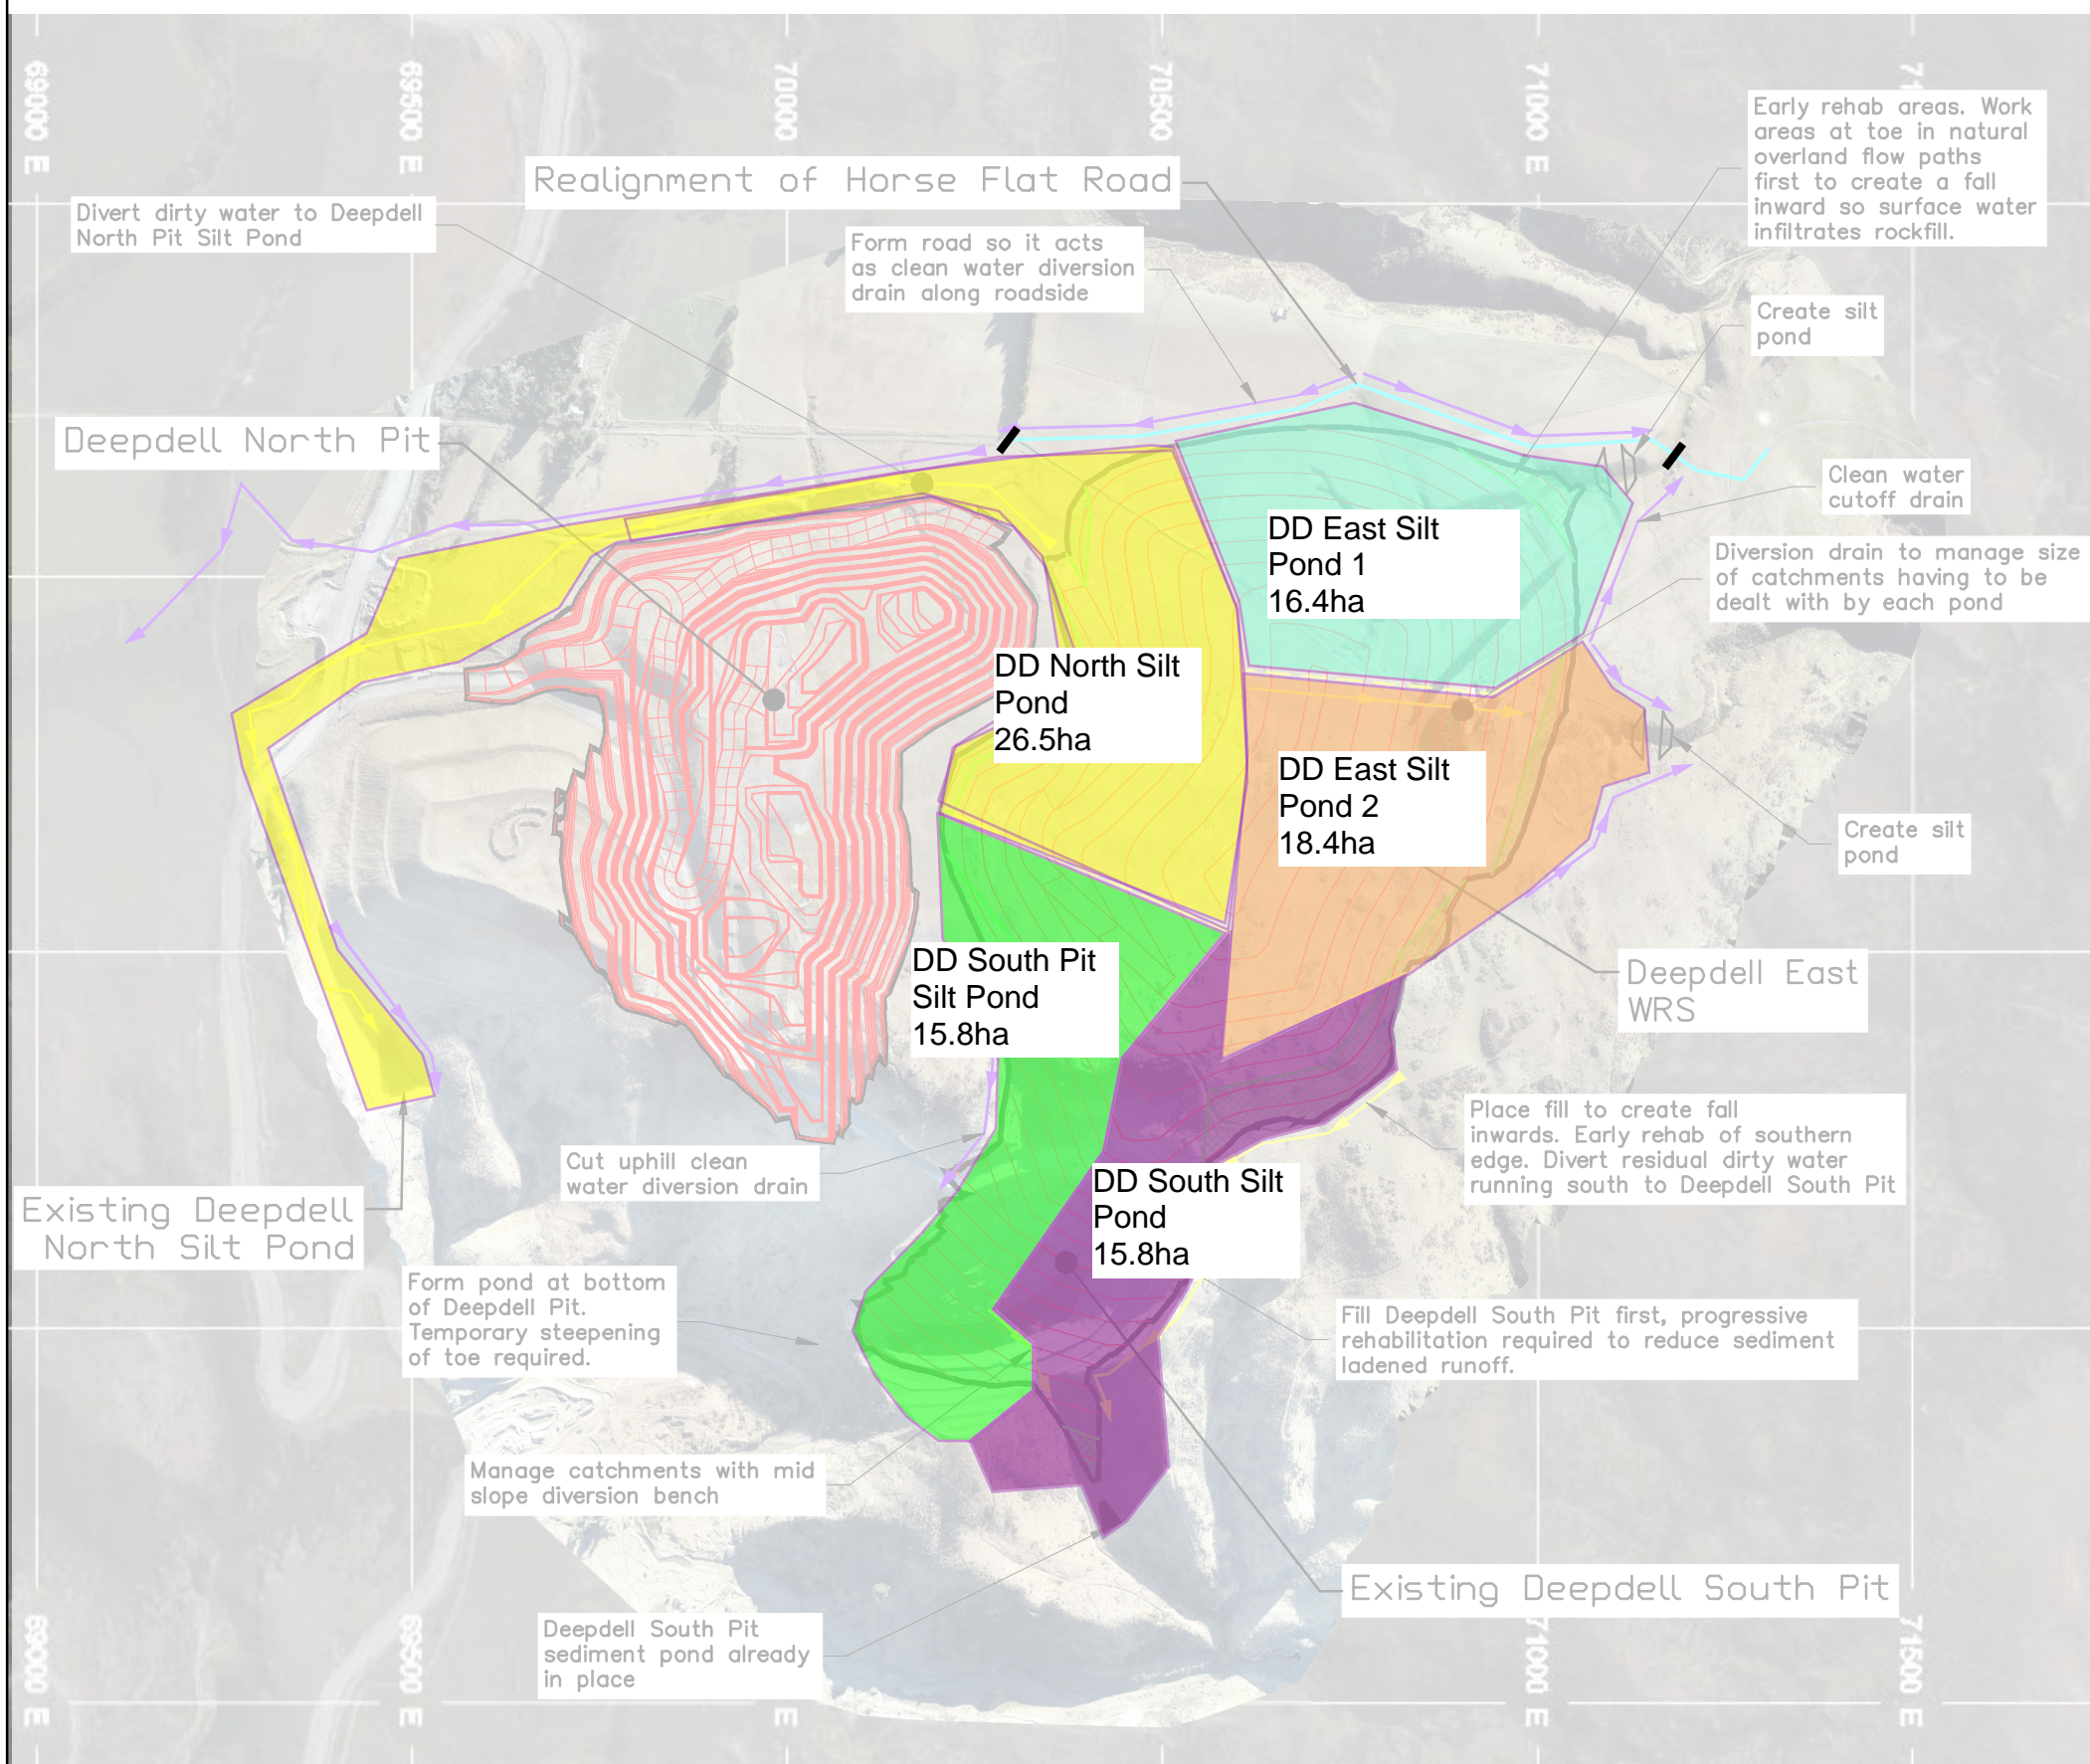 69000 E
69500 E
70000
70500
71000 E
71
Early rehab areas. Work
areas at toe in natural
overland flow paths
first to create a fall
inward so surface water
infiltrates rockfill.
Realignment of Horse Flat Road
Divert dirty water to Deepdell
North Pit Silt Pond
Form road so it acts
as clean water diversion
drain along roadside
Create silt
pond
Deepdell North Pit
Clean water
cutoff drain
DD East Silt
Pond 1
16.4ha
Diversion drain to manage size
of catchments having to be
dealt with by each pond
DD North Silt
Pond
26.5ha
DD East Silt
Pond 2
18.4ha
Create silt
pond
DD South Pit
Silt Pond
15.8ha
Deepdell East
WRS
Place fill to create fall
inwards. Early rehab of southern
edge. Divert residual dirty water
running south to Deepdell South Pit
Cut uphill clean
water diversion drain
DD South Silt
Pond
15.8ha
Existing Deepdell
North Silt Pond
Form pond at bottom
of Deepdell Pit.
Temporary steepening
of toe required.
Fill Deepdell South Pit first, progressive
rehabilitation required to reduce sediment
ladened runoff.
Manage catchments with mid
slope diversion bench
Existing Deepdell South Pit
Deepdell South Pit
sediment pond already
in place
69000 E
69500 E
E
71000 E
71500 E